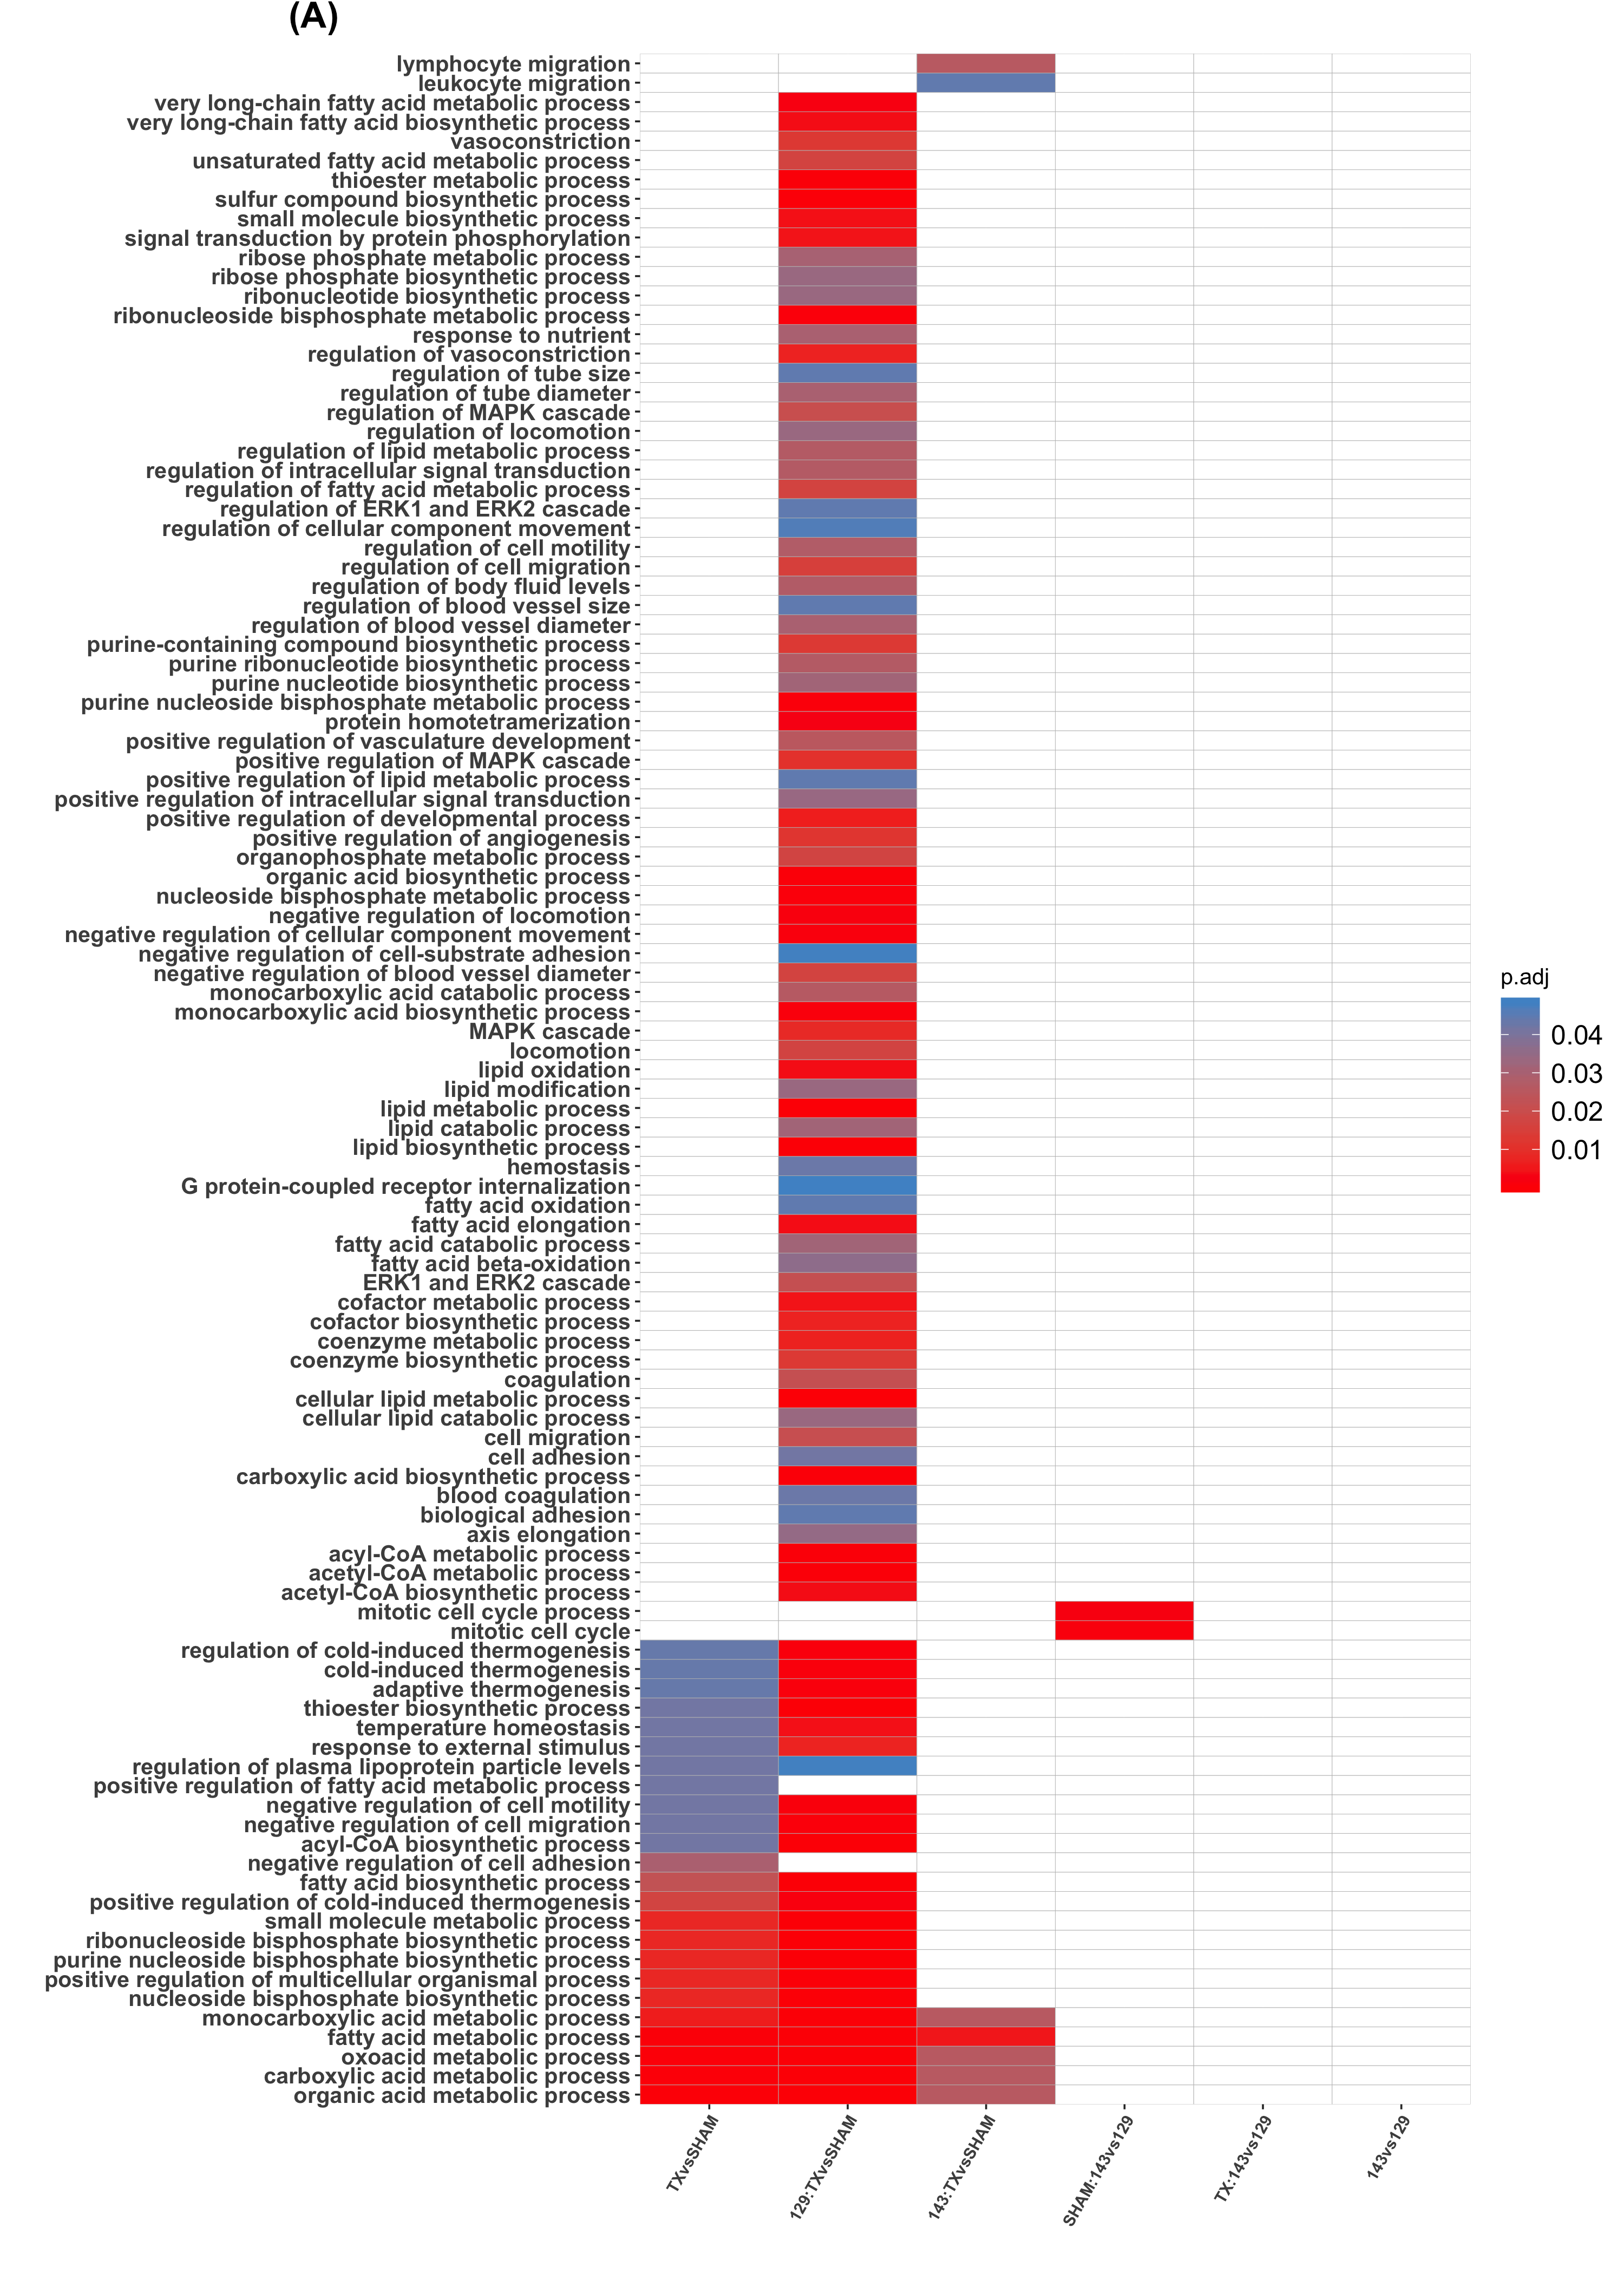 (A)
lymphocyte migration
leukocyte migration
very long-chain fatty acid metabolic process
very long-chain fatty acid biosynthetic process
vasoconstriction
unsaturated fatty acid metabolic process
thioester metabolic process
sulfur compound biosynthetic process
small molecule biosynthetic process
signal transduction by protein phosphorylation
ribose phosphate metabolic process
ribose phosphate biosynthetic process
ribonucleotide biosynthetic process
ribonucleoside bisphosphate metabolic process
response to nutrient
regulation of vasoconstriction
regulation of tube size
regulation of tube diameter
regulation of MAPK cascade
regulation of locomotion
regulation of lipid metabolic process
regulation of intracellular signal transduction
regulation of fatty acid metabolic process
regulation of ERK1 and ERK2 cascade
regulation of cellular component movement
regulation of cell motility
regulation of cell migration
regulation of body fluid levels
regulation of blood vessel size
regulation of blood vessel diameter
purine-containing compound biosynthetic process
purine ribonucleotide biosynthetic process
purine nucleotide biosynthetic process
purine nucleoside bisphosphate metabolic process
protein homotetramerization
positive regulation of vasculature development
positive regulation of MAPK cascade
positive regulation of lipid metabolic process
positive regulation of intracellular signal transduction
positive regulation of developmental process
positive regulation of angiogenesis
organophosphate metabolic process
organic acid biosynthetic process
nucleoside bisphosphate metabolic process
negative regulation of locomotion
negative regulation of cellular component movement
negative regulation of cell-substrate adhesion
negative regulation of blood vessel diameter
monocarboxylic acid catabolic process
monocarboxylic acid biosynthetic process
MAPK cascade
locomotion
lipid oxidation
lipid modification
lipid metabolic process
lipid catabolic process
lipid biosynthetic process
hemostasis
G protein-coupled receptor internalization
fatty acid oxidation
fatty acid elongation
fatty acid catabolic process
fatty acid beta-oxidation
ERK1 and ERK2 cascade
cofactor metabolic process
cofactor biosynthetic process
coenzyme metabolic process
coenzyme biosynthetic process
coagulation
cellular lipid metabolic process
cellular lipid catabolic process
cell migration
cell adhesion
carboxylic acid biosynthetic process
blood coagulation
biological adhesion
axis elongation
acyl-CoA metabolic process
acetyl-CoA metabolic process
acetyl-CoA biosynthetic process
mitotic cell cycle process
mitotic cell cycle
regulation of cold-induced thermogenesis
cold-induced thermogenesis
adaptive thermogenesis
thioester biosynthetic process
temperature homeostasis
response to external stimulus
regulation of plasma lipoprotein particle levels
positive regulation of fatty acid metabolic process
negative regulation of cell motility
negative regulation of cell migration
acyl-CoA biosynthetic process
negative regulation of cell adhesion
fatty acid biosynthetic process
positive regulation of cold-induced thermogenesis
small molecule metabolic process
ribonucleoside bisphosphate biosynthetic process
purine nucleoside bisphosphate biosynthetic process
positive regulation of multicellular organismal process
nucleoside bisphosphate biosynthetic process
monocarboxylic acid metabolic process
fatty acid metabolic process
oxoacid metabolic process
carboxylic acid metabolic process
organic acid metabolic process
TXvsSHAM
129:TXvsSHAM
143:TXvsSHAM
SHAM:143vs129
TX:143vs129
143vs129
p.adj
0.04
0.03
0.02
0.01